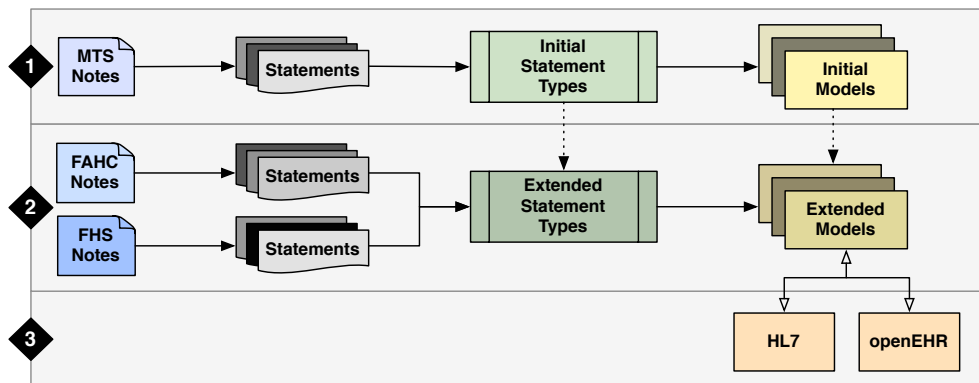 1
MTS
Notes
Statements
Initial
Statement
Types
Initial
Models
2
FAHC
Notes
Statements
FHS
Notes
Statements
Extended
Statement
Types
Extended
Models
3
HL7
openEHR